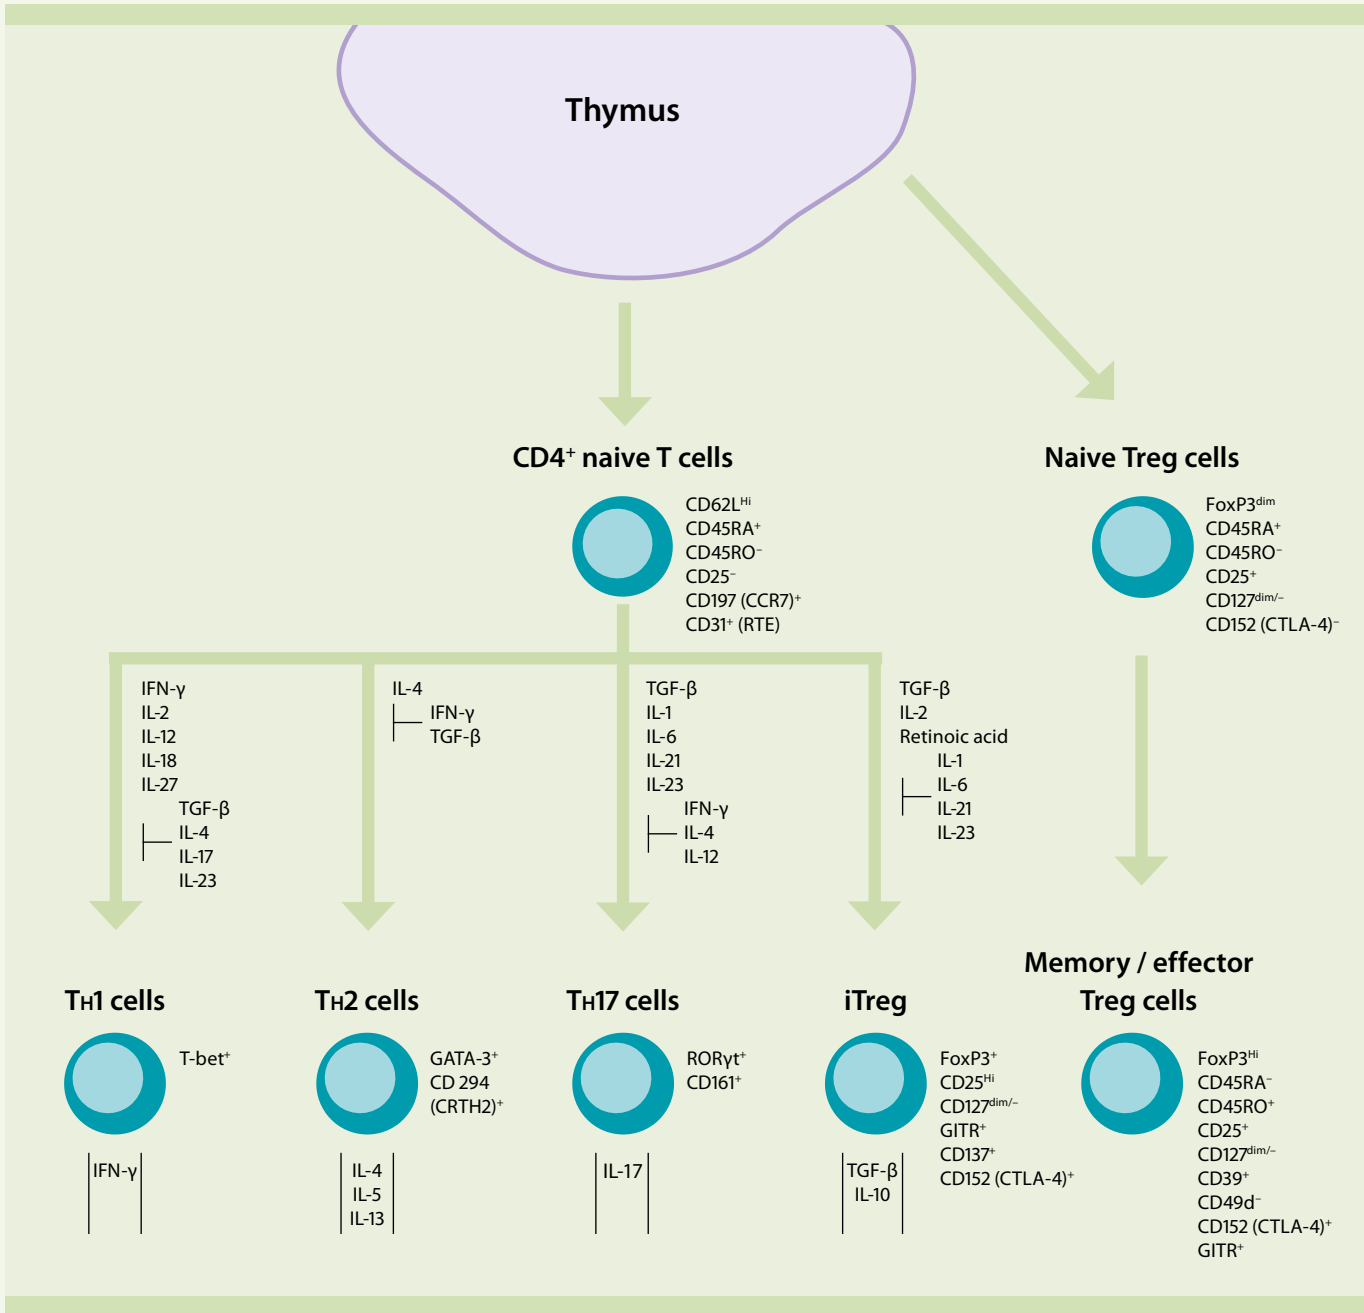 Thymus
CD4⁺ naive T cells
CD62Lᴴⁱ
CD45RA⁺
CD45RO⁻
CD25⁻
CD197 (CCR7)⁺
CD31⁺ (RTE)
Naive Treg cells
FoxP3ᵈⁱᵐ
CD45RA⁺
CD45RO⁻
CD25⁺
CD127ᵈⁱᵐ/⁻
CD152 (CTLA-4)⁻
IFN-γ
IL-2
IL-12
IL-18
IL-27
TGF-β
IL-4
IL-17
IL-23
IL-4
IFN-γ
TGF-β
TGF-β
IL-1
IL-6
IL-21
IL-23
IFN-γ
IL-4
IL-12
TGF-β
IL-2
Retinoic acid
IL-1
IL-6
IL-21
IL-23
TH1 cells
T-bet⁺
IFN-γ
TH2 cells
GATA-3⁺
CD 294
(CRTH2)⁺
IL-4
IL-5
IL-13
TH17 cells
RORγt⁺
CD161⁺
IL-17
iTreg
FoxP3⁺
CD25ᴴⁱ
CD127ᵈⁱᵐ/⁻
GITR⁺
CD137⁺
CD152 (CTLA-4)⁺
TGF-β
IL-10
Memory / effector
Treg cells
FoxP3ᴴⁱ
CD45RA⁻
CD45RO⁺
CD25⁺
CD127ᵈⁱᵐ/⁻
CD39⁺
CD49d⁻
CD152 (CTLA-4)⁺
GITR⁺